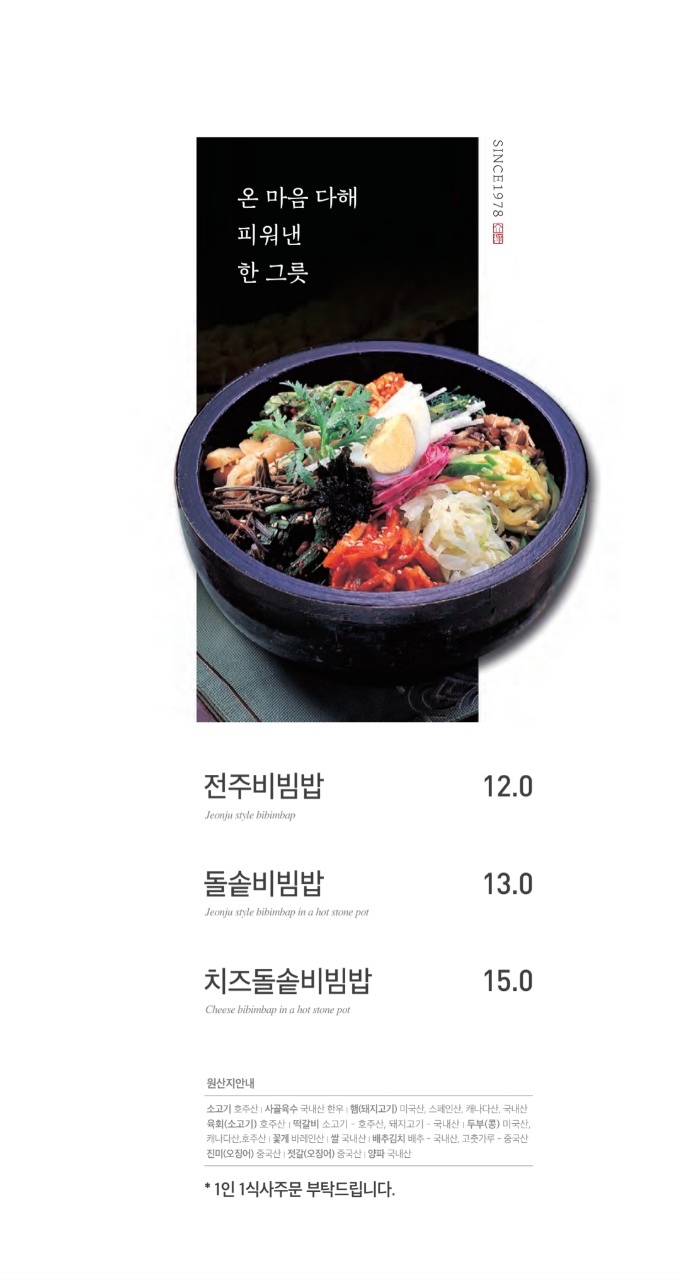 온 마음 다해
피워낸
한 그릇
SINCE1978
전주비빔밥 12.0
Jeonju style bibimbap
돌솥비빔밥 13.0
Jeonju style bibimbap in a hot stone pot
치즈돌솥비빔밥 15.0
Cheese bibimbap in a hot stone pot
원산지안내
소고기 호주산 | 사골육수 국내산 한우 | 햄(돼지고기) 미국산, 스페인산, 캐나다산, 국내산
육회(소고기) 호주산 | 떡갈비 소고기 - 호주산, 돼지고기 - 국내산 | 두부(콩) 미국산,
캐나다산,호주산 | 꽃게 바레인산 | 쌀 국내산 | 배추김치 배추 - 국내산, 고춧가루 - 중국산
진미(오징어) 중국산 | 젓갈(오징어) 중국산 | 양파 국내산
* 1인 1식사주문 부탁드립니다.